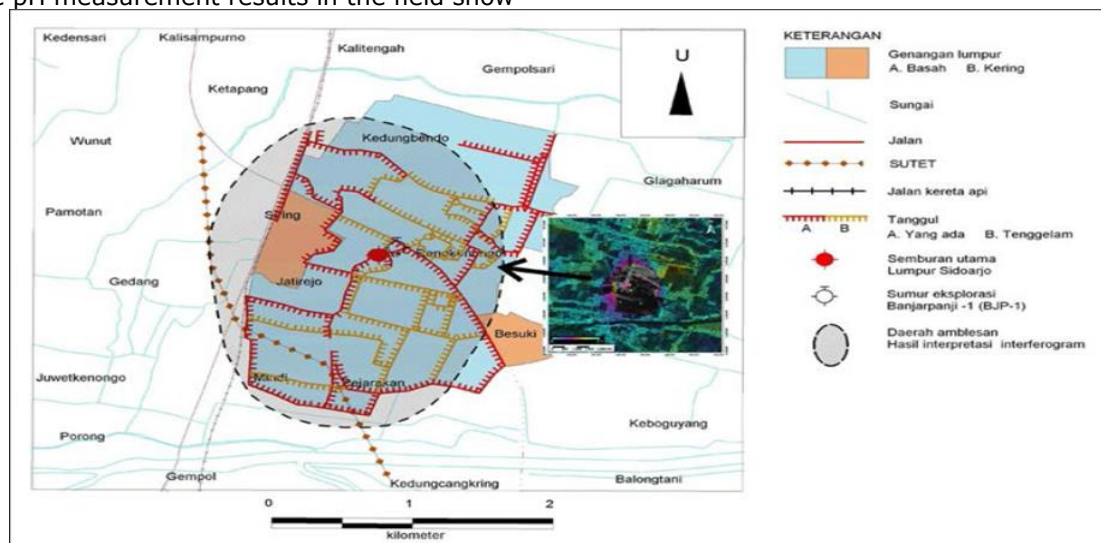 pH measurement results in the field show
Kedensari
Kalisampurno
Kalitengah
Gempolsari
Ketapang
Wunut
Kedungbendo
Glagaharum
Pamotan
Siring
Gedang
Jatirejo
Besuki
Juwetkenongo
Mindi
Pejarakan
Keboguyang
Porong
Gempol
Kedungcangkring
Balongtani
U
A
0 1 2
kilometer
KETERANGAN
Genangan lumpur
A. Basah B. Kering
Sungai
Jalan
SUTET
Jalan kereta api
Tanggul
A B
A. Yang ada B. Tenggelam
Semburan utama
Lumpur Sidoarjo
Sumur eksplorasi
Banjarpanji -1 (BJP-1)
Daerah amblesan
Hasil interpretasi interferogram